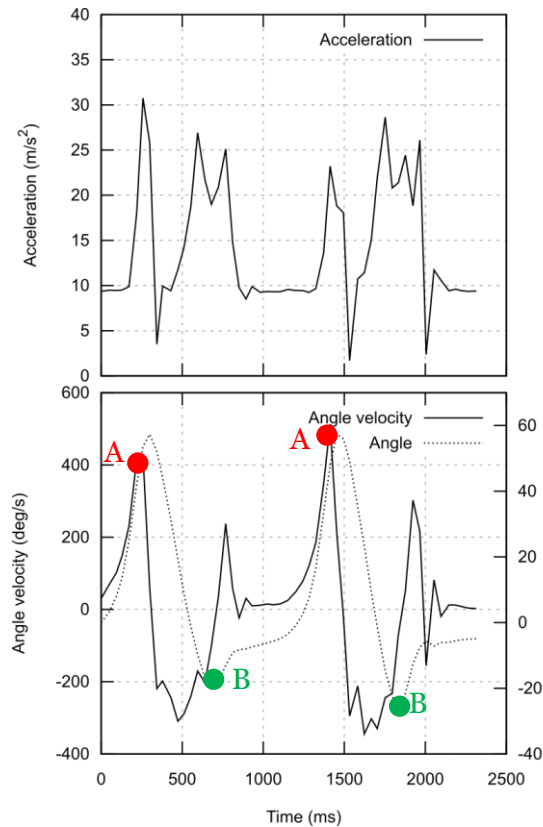 40
35
30
25
20
15
10
5
0
Acceleration (m/s²)
Acceleration
600
400
200
0
-200
-400
Angle velocity (deg/s)
Angle velocity
Angle
A
A
B
B
60
40
20
0
-20
-40
0
500
1000
1500
2000
2500
Time (ms)